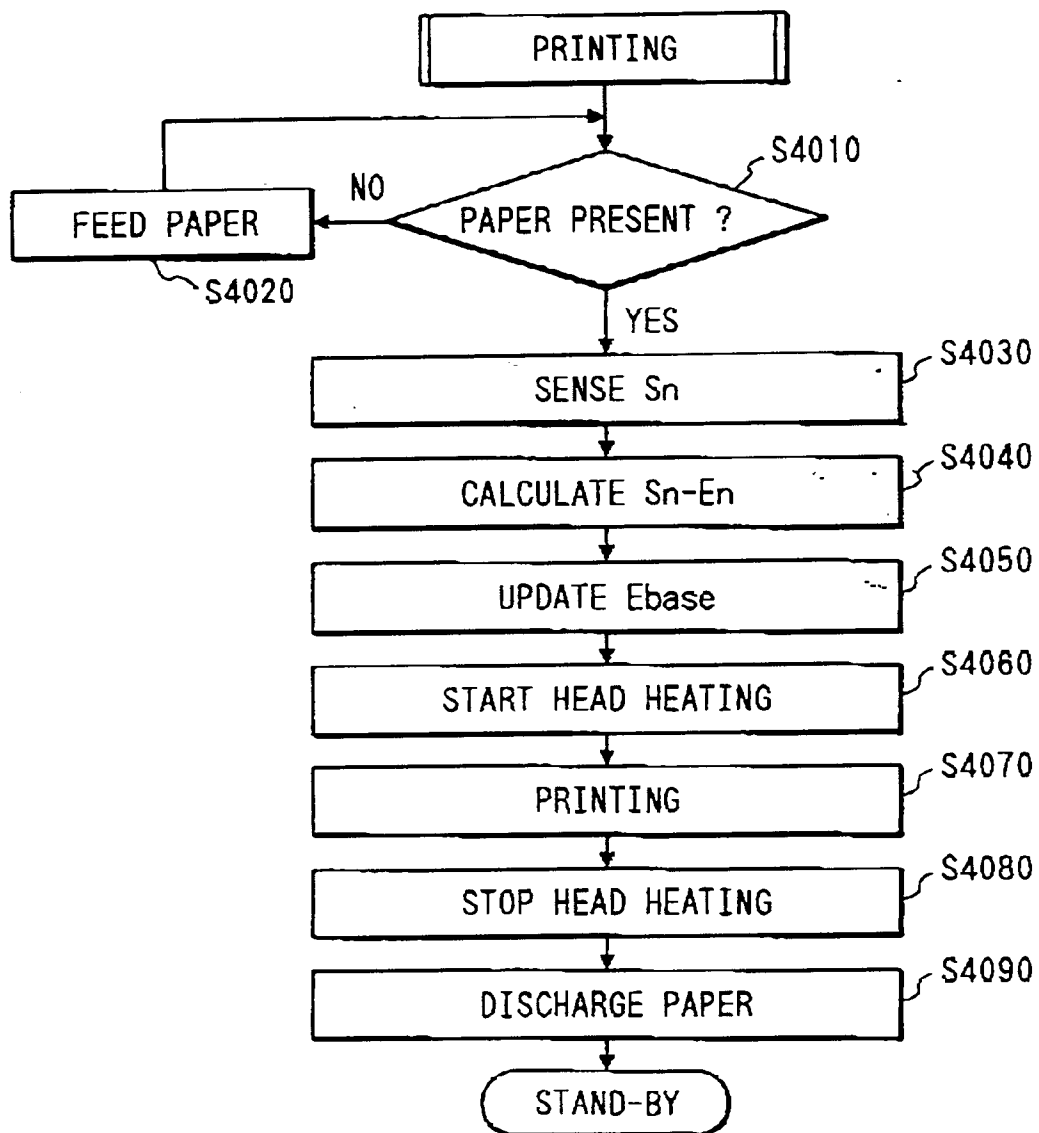 PRINTING
S4010
NO
PAPER PRESENT ?
FEED PAPER
S4020
YES
S4030
SENSE Sn
S4040
CALCULATE Sn-En
S4050
UPDATE Ebase
S4060
START HEAD HEATING
S4070
PRINTING
S4080
STOP HEAD HEATING
S4090
DISCHARGE PAPER
STAND-BY